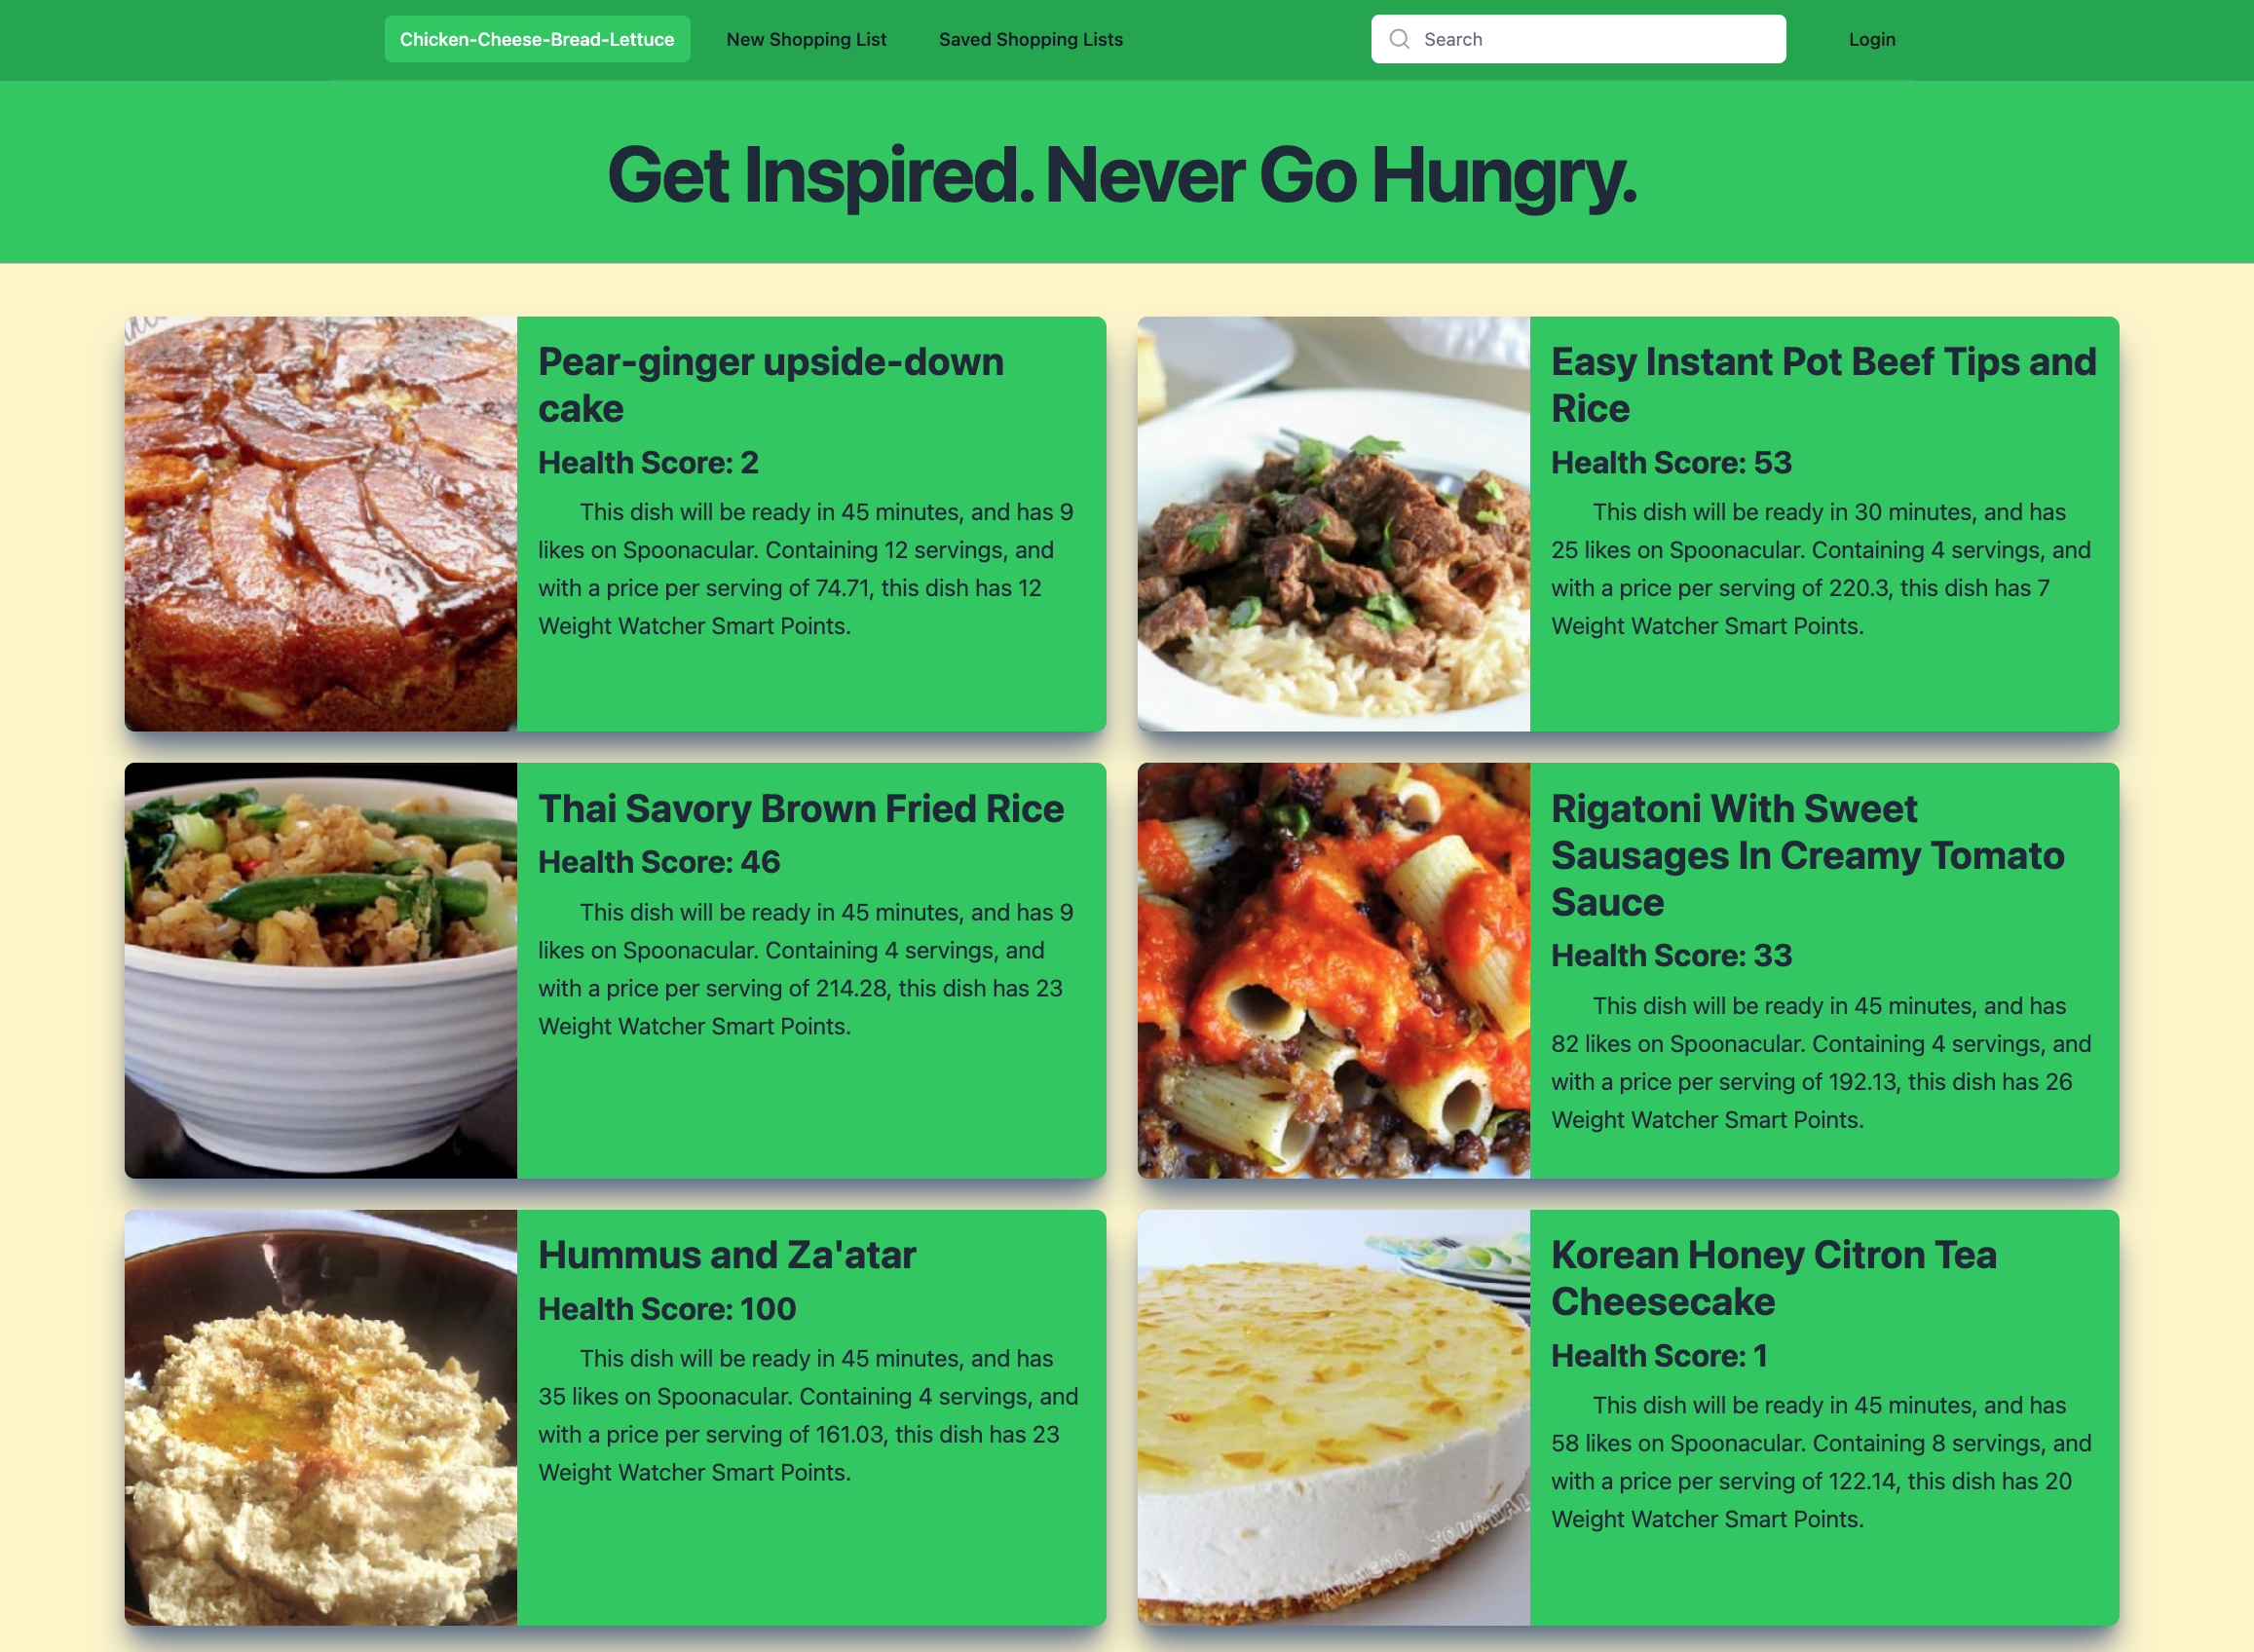 Chicken-Cheese-Bread-Lettuce
New Shopping List
Saved Shopping Lists
Search
Login
Get Inspired. Never Go Hungry.
Pear-ginger upside-down
cake
Health Score: 2
This dish will be ready in 45 minutes, and has 9
likes on Spoonacular. Containing 12 servings, and
with a price per serving of 74.71, this dish has 12
Weight Watcher Smart Points.
Easy Instant Pot Beef Tips and
Rice
Health Score: 53
This dish will be ready in 30 minutes, and has
25 likes on Spoonacular. Containing 4 servings, and
with a price per serving of 220.3, this dish has 7
Weight Watcher Smart Points.
Thai Savory Brown Fried Rice
Health Score: 46
This dish will be ready in 45 minutes, and has 9
likes on Spoonacular. Containing 4 servings, and
with a price per serving of 214.28, this dish has 23
Weight Watcher Smart Points.
Rigatoni With Sweet
Sausages In Creamy Tomato
Sauce
Health Score: 33
This dish will be ready in 45 minutes, and has
82 likes on Spoonacular. Containing 4 servings, and
with a price per serving of 192.13, this dish has 26
Weight Watcher Smart Points.
Hummus and Za'atar
Health Score: 100
This dish will be ready in 45 minutes, and has
35 likes on Spoonacular. Containing 4 servings, and
with a price per serving of 161.03, this dish has 23
Weight Watcher Smart Points.
Korean Honey Citron Tea
Cheesecake
Health Score: 1
This dish will be ready in 45 minutes, and has
58 likes on Spoonacular. Containing 8 servings, and
with a price per serving of 122.14, this dish has 20
Weight Watcher Smart Points.